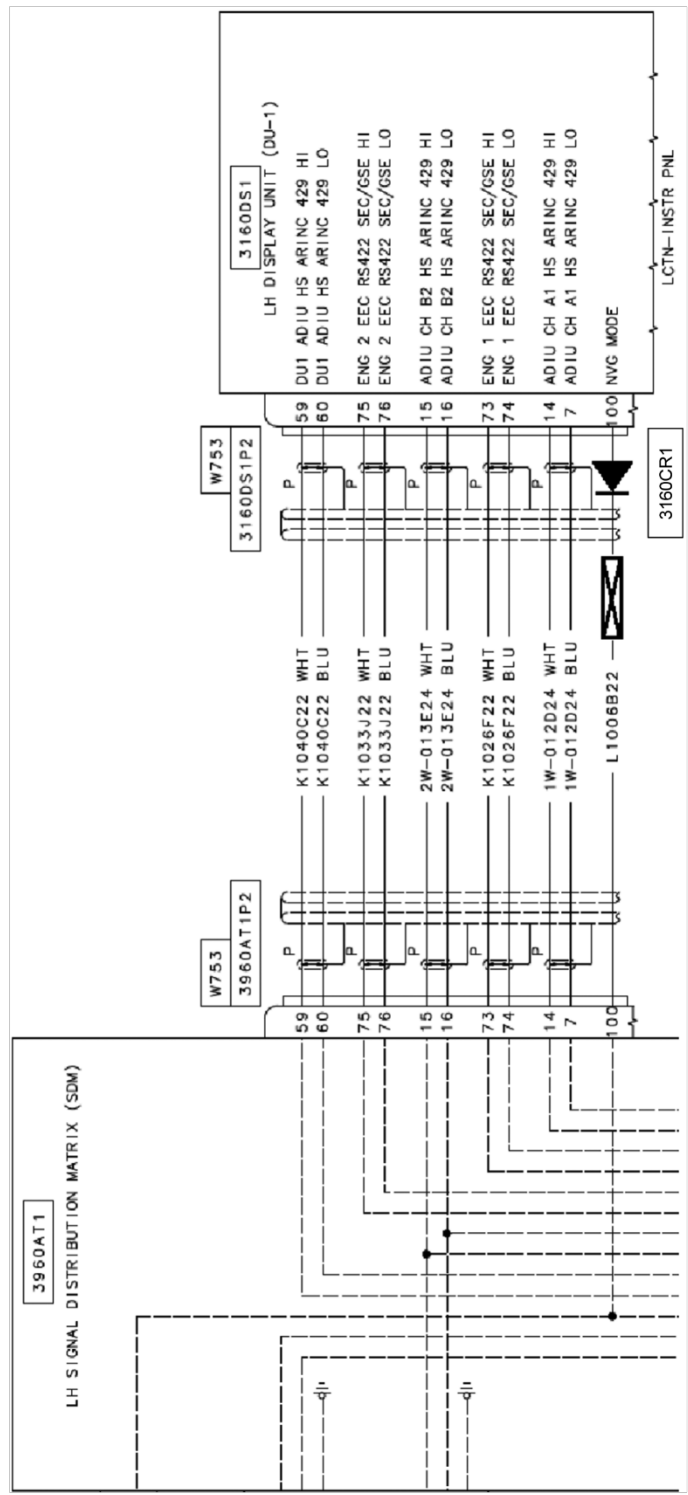 3160DS1
LH DISPLAY UNIT (DU-1)
59 DU1 ADIU HS ARINC 429 HI
60 DU1 ADIU HS ARINC 429 LO
75 ENG 2 EEC RS422 SEC/GSE HI
76 ENG 2 EEC RS422 SEC/GSE LO
15 ADIU CH B2 HS ARINC 429 HI
16 ADIU CH B2 HS ARINC 429 LO
73 ENG 1 EEC RS422 SEC/GSE HI
74 ENG 1 EEC RS422 SEC/GSE LO
14 ADIU CH A1 HS ARINC 429 HI
7 ADIU CH A1 HS ARINC 429 LO
100 NVG MODE
LCTN-INSTR PNL
W753
3160DS1P2
P
P
P
P
P
3160CR1
K1040C22 WHT
K1040C22 BLU
K1033J22 WHT
K1033J22 BLU
2W-013E24 WHT
2W-013E24 BLU
K1026F22 WHT
K1026F22 BLU
1W-012D24 WHT
1W-012D24 BLU
L1006B22
W753
3960AT1P2
P
P
P
P
P
59
60
75
76
15
16
73
74
14
7
100
3960AT1
LH SIGNAL DISTRIBUTION MATRIX (SDM)